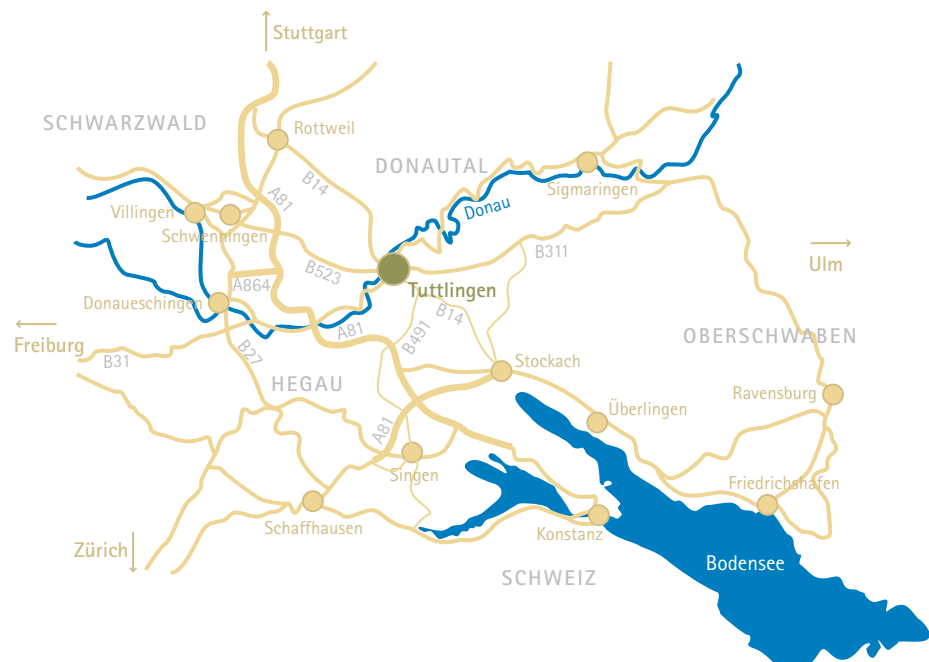 Stuttgart
SCHWARZWALD
Rottweil
DONAUTAL
B14
A81
Sigmaringen
Villingen
Donau
Schwenningen
B311
B523
Ulm
A864
Tuttlingen
Donaueschingen
B14
A81
B491
Freiburg
OBERSCHWABEN
B31
B27
Stockach
HEGAU
Ravensburg
Überlingen
A81
Singen
Friedrichshafen
Schaffhausen
Konstanz
Zürich
Bodensee
SCHWEIZ